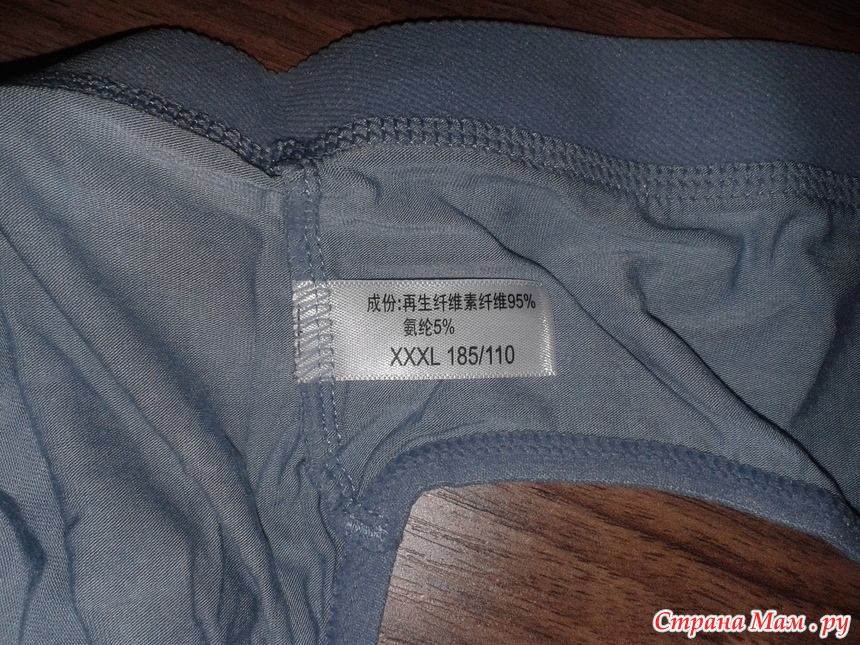 成份:再生纤维素纤维95%
氨纶5%
XXXL 185/110
Страна Мам.ру